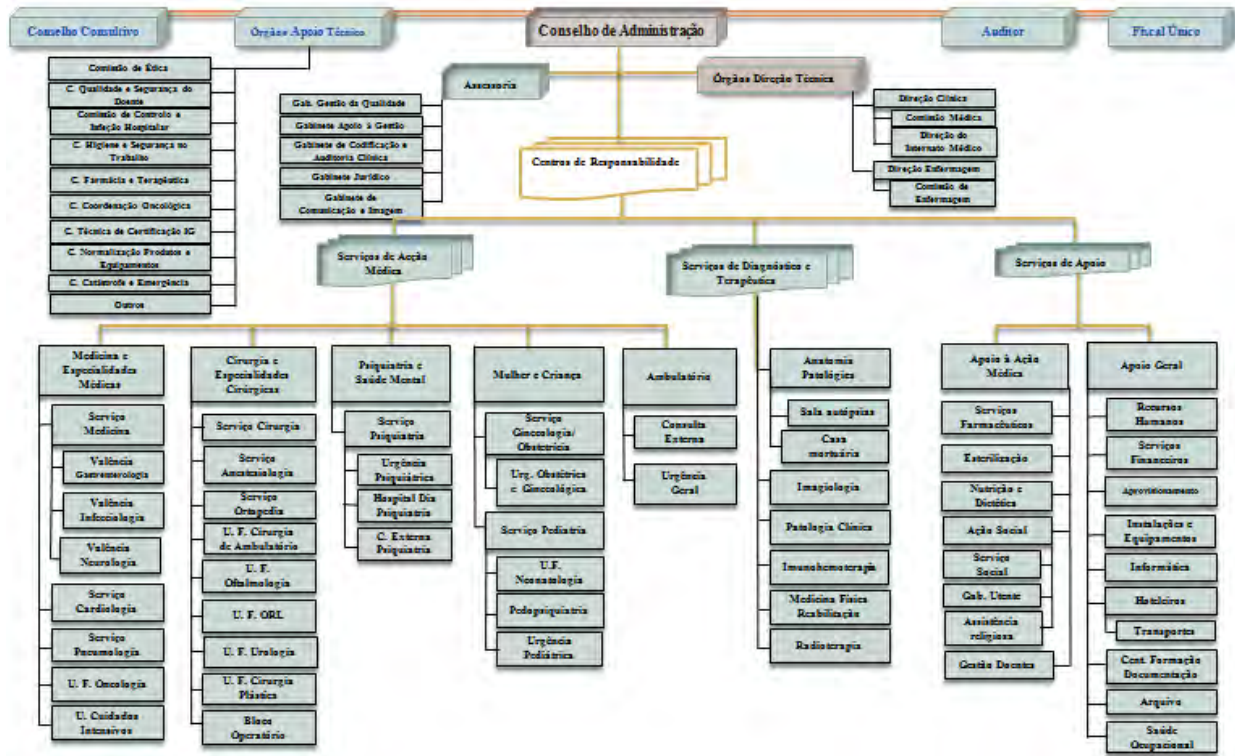 Conselho Consultivo
Órgãos Apoio Técnico
Conselho de Administração
Auditor
Fiscal Único
Comissão de Ética
C. Qualidade e Segurança do
Doente
Comissão de Controlo e
Infeção Hospitalar
C. Higiene e Segurança no
Trabalho
C. Farmácia e Terapêutica
C. Coordenação Oncológica
C. Técnica de Certificação IG
C. Normalização Produtos e
Equipamentos
C. Catástrofe e Emergência
Outros
Assessoria
Gab. Gestão da Qualidade
Gabinete Apoio à Gestão
Gabinete de Codificação e
Auditoria Clínica
Gabinete Jurídico
Gabinete de
Comunicação e Imagem
Órgãos Direção Técnica
Direção Clínica
Comissão Médica
Direção do
Internato Médico
Direção Enfermagem
Comissão de
Enfermagem
Centros de Responsabilidade
Serviços de Acção
Médica
Serviços de Diagnóstico e
Terapêutica
Serviços de Apoio
Medicina e
Especialidades
Médicas
Serviço
Medicina
Valência
Gastrenterologia
Valência
Infecciologia
Valência
Neurologia
Serviço
Cardiologia
Serviço
Pneumologia
U. F. Oncologia
U. Cuidados
Intensivos
Cirurgia e
Especialidades
Cirúrgicas
Serviço Cirurgia
Serviço
Anestesiologia
Serviço
Ortopedia
U. F. Cirurgia
de Ambulatório
U. F.
Oftalmologia
U. F. ORL
U. F. Urologia
U. F. Cirurgia
Plástica
Bloco
Operatório
Psiquiatria e
Saúde Mental
Serviço
Psiquiatria
Urgência
Psiquiátrica
Hospital Dia
Psiquiatria
C. Externa
Psiquiatria
Mulher e Criança
Serviço
Ginecologia/
Obstetrícia
Urg. Obstétrica
e Ginecológica
Serviço Pediatria
U.F.
Neonatologia
Pedopsiquiatria
Urgência
Pediátrica
Ambulatório
Consulta
Externa
Urgência
Geral
Anatomia
Patológica
Sala autópsias
Casa
mortuária
Imagiologia
Patologia Clínica
Imunohemoterapia
Medicina Física
Reabilitação
Radioterapia
Apoio à Ação
Médica
Serviços
Farmacêuticos
Esterilização
Nutrição e
Dietética
Ação Social
Serviço
Social
Gab. Utente
Assistência
religiosa
Gestão Doentes
Apoio Geral
Recursos
Humanos
Serviços
Financeiros
Aprovisionamento
Instalações e
Equipamentos
Informática
Hoteleiros
Transportes
Cent. Formação
Documentação
Arquivo
Saúde
Ocupacional